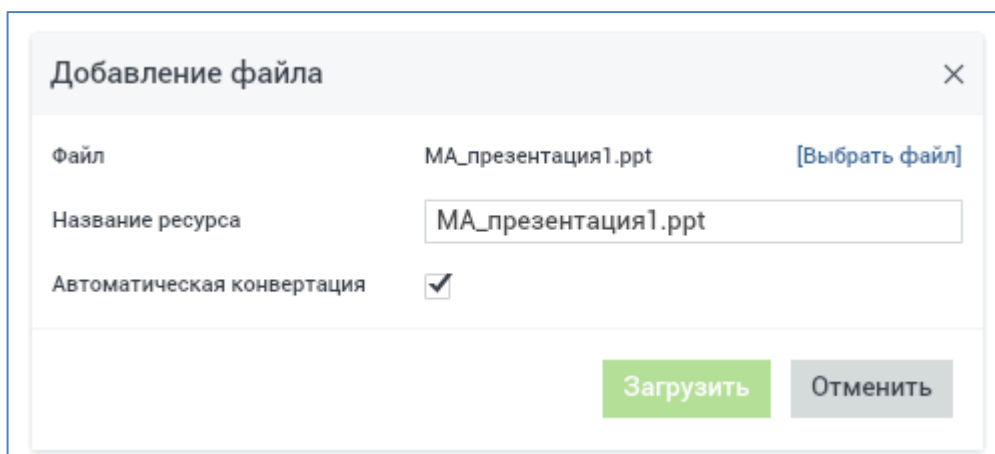 Добавление файла
Файл МА_презентация1.ppt [Выбрать файл]
Название ресурса МА_презентация1.ppt
Автоматическая конвертация
Загрузить Отменить